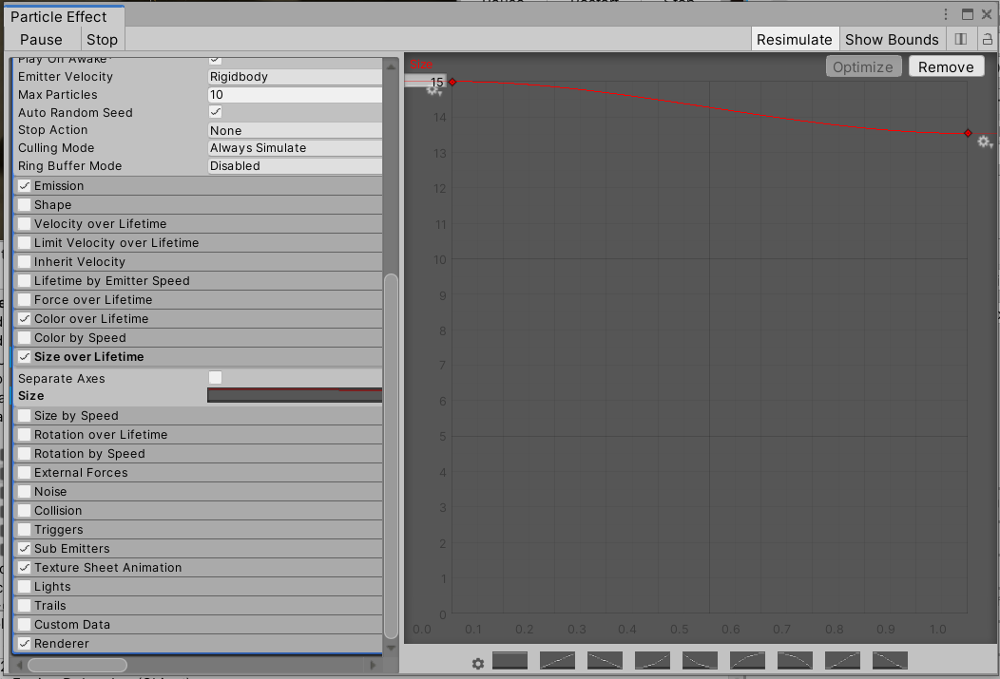 Particle Effect
Pause
Stop
Resimulate
Show Bounds
Play On Awake*
Emitter Velocity
Rigidbody
Max Particles
10
Auto Random Seed
Stop Action
None
Culling Mode
Always Simulate
Ring Buffer Mode
Disabled
Emission
Shape
Velocity over Lifetime
Limit Velocity over Lifetime
Inherit Velocity
Lifetime by Emitter Speed
Force over Lifetime
Color over Lifetime
Color by Speed
Size over Lifetime
Separate Axes
Size
Size by Speed
Rotation over Lifetime
Rotation by Speed
External Forces
Noise
Collision
Triggers
Sub Emitters
Texture Sheet Animation
Lights
Trails
Custom Data
Renderer
Size
Optimize
Remove
15
14
13
12
11
10
9
8
7
6
5
4
3
2
1
0
0.0 0.1 0.2 0.3 0.4 0.5 0.6 0.7 0.8 0.9 1.0